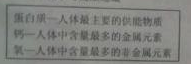 蛋白质—人体最主要的供能物质
钙—人体中含量最多的金属元素
氧—人体中含量最多的非金属元素